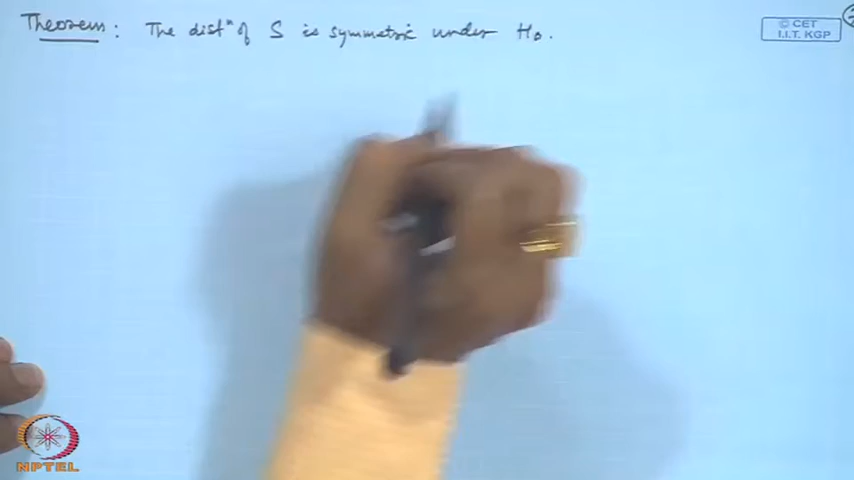 Theorem : The distⁿ of S is symmetric under H₀.
© CET
I.I.T. KGP
NPTEL